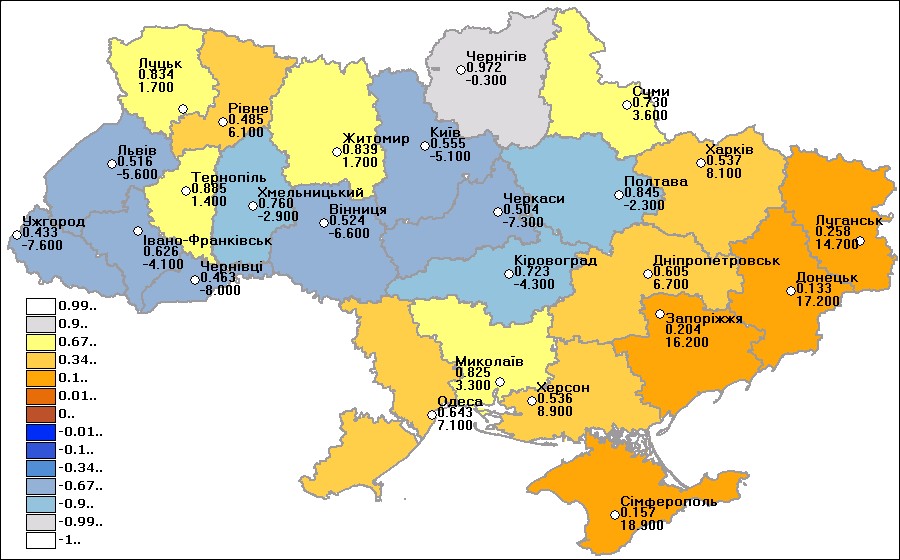 Чернігів
0.972
-0.300
Луцьк
0.834
1.700
Суми
0.730
3.600
Рівне
0.485
6.100
Житомир
0.839
1.700
Київ
0.555
-5.100
Харків
0.537
8.100
Львів
0.516
-5.600
Тернопіль
0.885
1.400
Хмельницький
0.760
-2.900
Полтава
0.845
-2.300
Вінниця
0.524
-6.600
Черкаси
0.504
-7.300
Ужгород
0.433
-7.600
Луганськ
0.258
14.700
Івано-Франківськ
0.626
-4.100
Чернівці
0.463
-8.000
Кіровоград
0.723
-4.300
Дніпропетровськ
0.605
6.700
Донецьк
0.133
17.200
Запоріжжя
0.204
16.200
Миколаїв
0.825
3.300
Херсон
0.536
8.900
Одеса
0.643
7.100
Сімферополь
0.157
18.900
0.99..
0.9..
0.67..
0.34..
0.1..
0.01..
0..
-0.01..
-0.1..
-0.34..
-0.67..
-0.9..
-0.99..
-1..